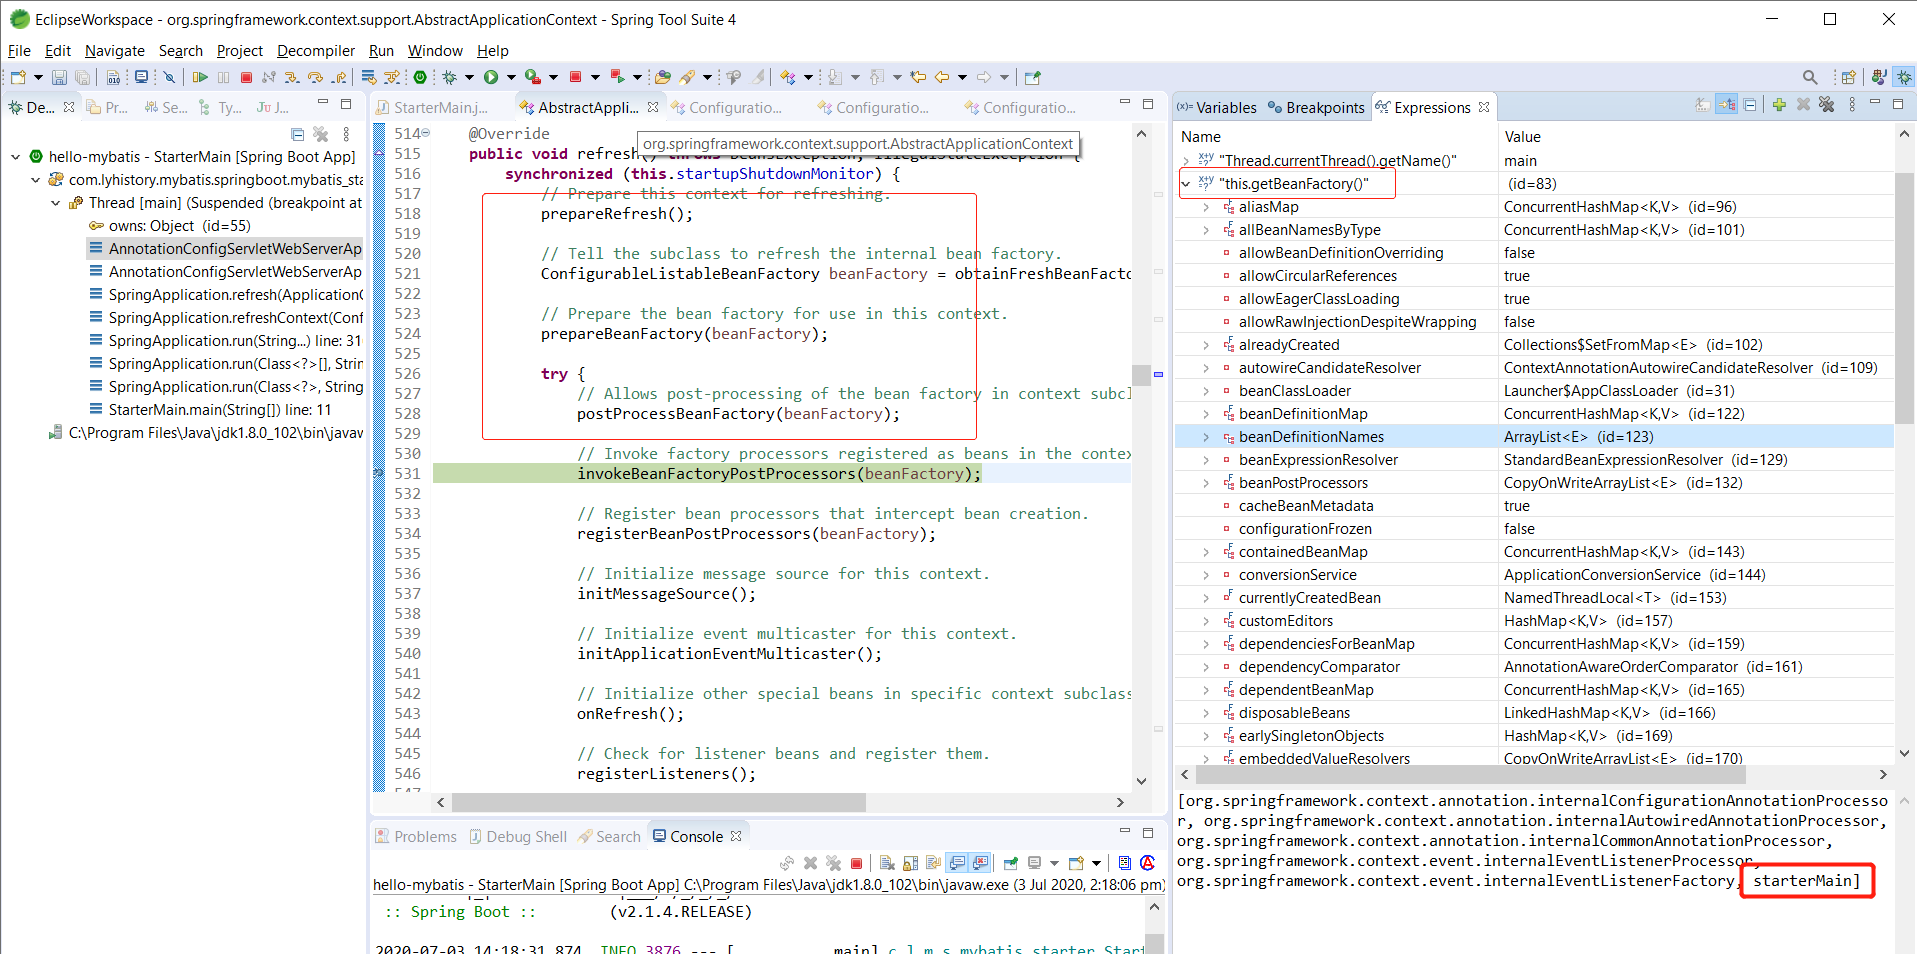 EclipseWorkspace - org.springframework.context.support.AbstractApplicationContext - Spring Tool Suite 4
File Edit Navigate Search Project Decompiler Run Window Help
De...
Pr...
Se...
Ty...
Ju J...
hello-mybatis - StarterMain [Spring Boot App]
com.lyhistory.mybatis.springboot.mybatis_sta
Thread [main] (Suspended (breakpoint at
owns: Object (id=55)
AnnotationConfigServletWebServerAp
AnnotationConfigServletWebServerAp
SpringApplication.refresh(Application
SpringApplication.refreshContext(Conf
SpringApplication.run(String...) line: 31
SpringApplication.run(Class<?>[], Strin
SpringApplication.run(Class<?>, String
StarterMain.main(String[]) line: 11
C:\Program Files\Java\jdk1.8.0_102\bin\javaw
StarterMain.j...
AbstractAppli...
Configuratio...
Configuratio...
Configuratio...
org.springframework.context.support.AbstractApplicationContext
514 @Override
515 public void refresh() throws BeansException, IllegalStateException {
516 synchronized (this.startupShutdownMonitor) {
517 // Prepare this context for refreshing.
518 prepareRefresh();
519
520 // Tell the subclass to refresh the internal bean factory.
521 ConfigurableListableBeanFactory beanFactory = obtainFreshBeanFacto
522
523 // Prepare the bean factory for use in this context.
524 prepareBeanFactory(beanFactory);
525
526 try {
527 // Allows post-processing of the bean factory in context subcl
528 postProcessBeanFactory(beanFactory);
529
530 // Invoke factory processors registered as beans in the contex
531 invokeBeanFactoryPostProcessors(beanFactory);
532
533 // Register bean processors that intercept bean creation.
534 registerBeanPostProcessors(beanFactory);
535
536 // Initialize message source for this context.
537 initMessageSource();
538
539 // Initialize event multicaster for this context.
540 initApplicationEventMulticaster();
541
542 // Initialize other special beans in specific context subclass
543 onRefresh();
544
545 // Check for listener beans and register them.
546 registerListeners();
547
Problems
Debug Shell
Search
Console
hello-mybatis - StarterMain [Spring Boot App] C:\Program Files\Java\jdk1.8.0_102\bin\javaw.exe (3 Jul 2020, 2:18:06 pm)
:: Spring Boot :: (v2.1.4.RELEASE)
2020-07-03 14:18:31.874 INFO 3876 --- [ main] c.l.m.s.mybatis_starter.Start
(x)= Variables
Breakpoints
Expressions
Name Value
"Thread.currentThread().getName()" main
"this.getBeanFactory()" (id=83)
aliasMap ConcurrentHashMap<K,V> (id=96)
allBeanNamesByType ConcurrentHashMap<K,V> (id=101)
allowBeanDefinitionOverriding false
allowCircularReferences true
allowEagerClassLoading true
allowRawInjectionDespiteWrapping false
alreadyCreated Collections$SetFromMap<E> (id=102)
autowireCandidateResolver ContextAnnotationAutowireCandidateResolver (id=109)
beanClassLoader Launcher$AppClassLoader (id=31)
beanDefinitionMap ConcurrentHashMap<K,V> (id=122)
beanDefinitionNames ArrayList<E> (id=123)
beanExpressionResolver StandardBeanExpressionResolver (id=129)
beanPostProcessors CopyOnWriteArrayList<E> (id=132)
cacheBeanMetadata true
configurationFrozen false
containedBeanMap ConcurrentHashMap<K,V> (id=143)
conversionService ApplicationConversionService (id=144)
currentlyCreatedBean NamedThreadLocal<T> (id=153)
customEditors HashMap<K,V> (id=157)
dependenciesForBeanMap ConcurrentHashMap<K,V> (id=159)
dependencyComparator AnnotationAwareOrderComparator (id=161)
dependentBeanMap ConcurrentHashMap<K,V> (id=165)
disposableBeans LinkedHashMap<K,V> (id=166)
earlySingletonObjects HashMap<K,V> (id=169)
embeddedValueResolvers CopyOnWriteArrayList<E> (id=170)
[org.springframework.context.annotation.internalConfigurationAnnotationProcesso
r, org.springframework.context.annotation.internalAutowiredAnnotationProcessor,
org.springframework.context.annotation.internalCommonAnnotationProcessor,
org.springframework.context.event.internalEventListenerProcessor,
org.springframework.context.event.internalEventListenerFactory, starterMain]